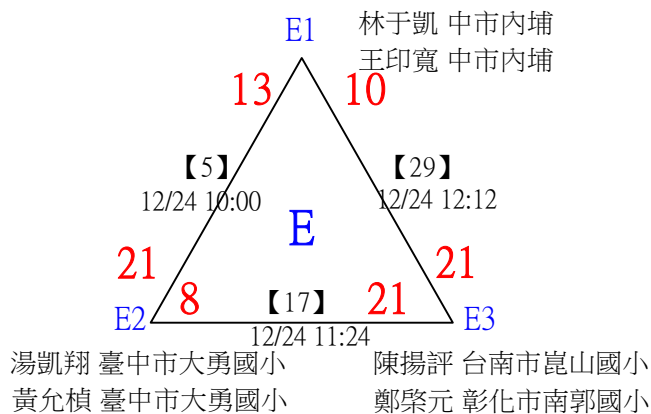 E1
林于凱 中市內埔
王印寬 中市內埔
13
10
【5】
12/24 10:00
【29】
12/24 12:12
E
21
21
8
【17】
21
E2
12/24 11:24
E3
湯凱翔 臺中市大勇國小
陳揚評 台南市崑山國小
黃允楨 臺中市大勇國小
鄭棨元 彰化市南郭國小